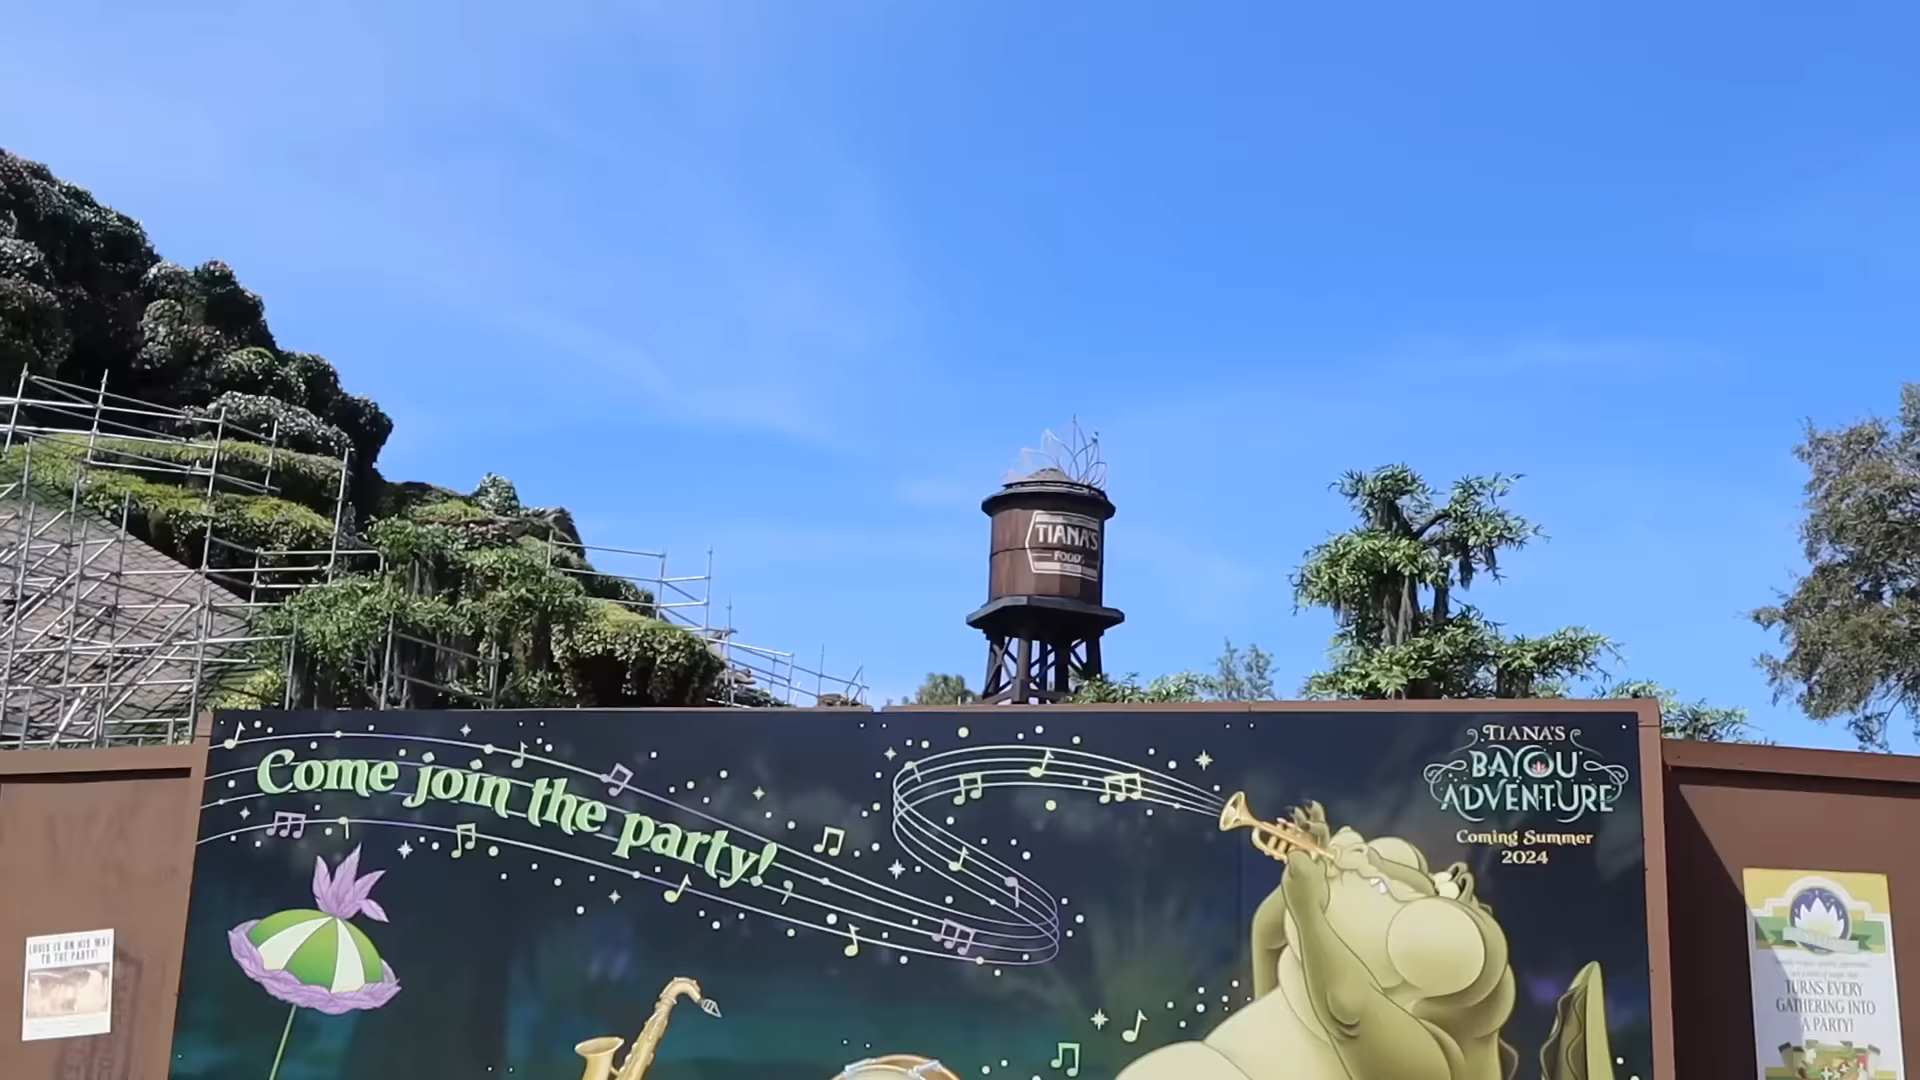 TIANA'S
FOODS
Come join the party!
TIANA'S
BAYOU
ADVENTURE
Coming Summer
2024
LOUIS IS ON HIS WAY
TO THE PARTY!
TURNS EVERY
GATHERING INTO
A PARTY!